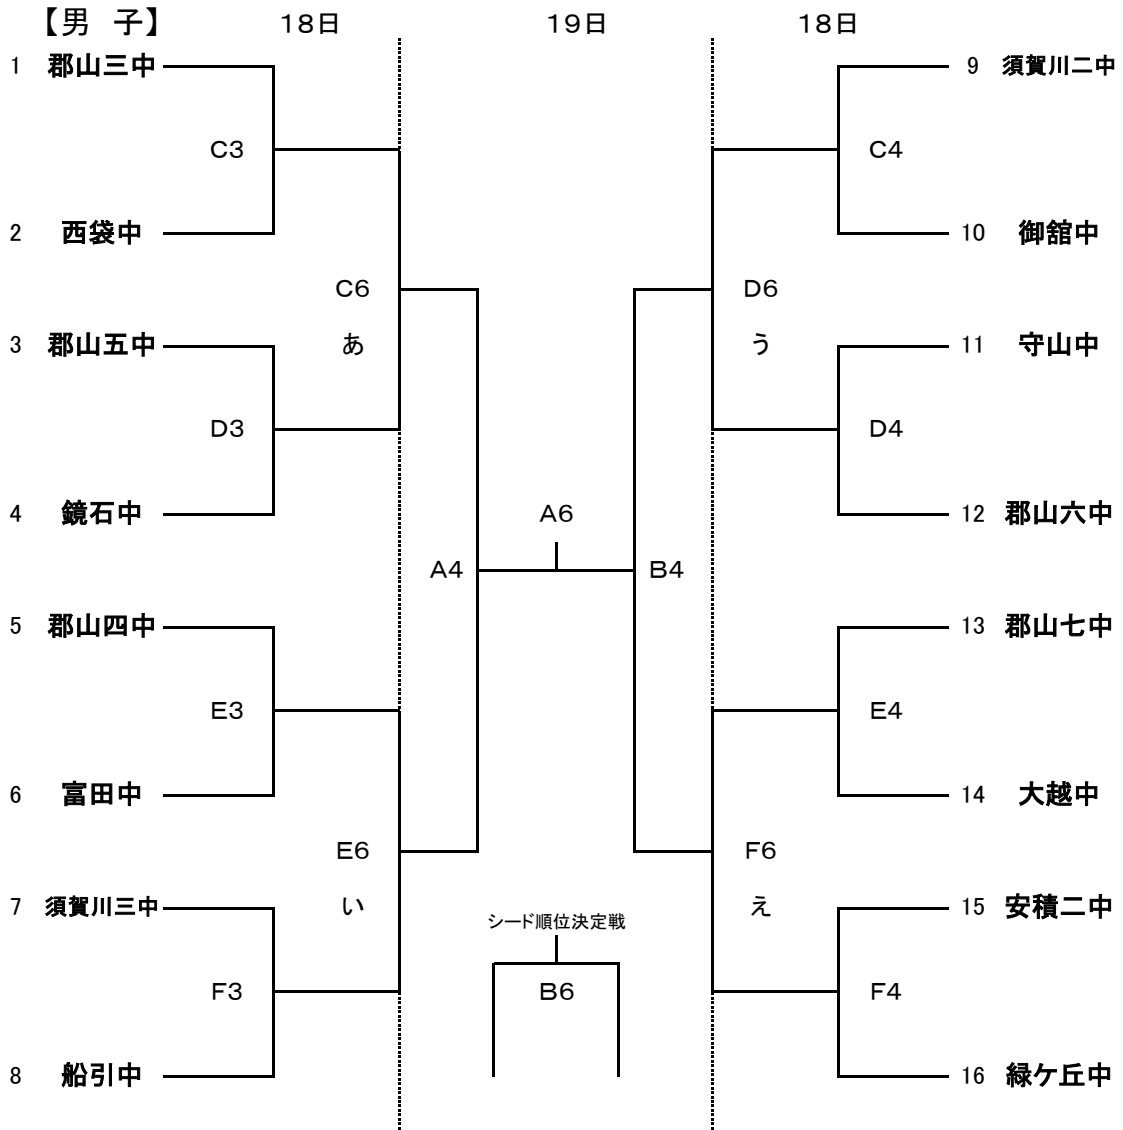 【男 子】 18日 19日 18日
1 郡山三中 9 須賀川二中
C3 C4
2 西袋中 10 御舘中
C6 D6
3 郡山五中 あ う 11 守山中
D3 D4
4 鏡石中 A6 12 郡山六中
A4 B4
5 郡山四中 13 郡山七中
E3 E4
6 富田中 14 大越中
E6 F6
7 須賀川三中 い え 15 安積二中
シード順位決定戦
F3 B6 F4
8 船引中 16 緑ケ丘中